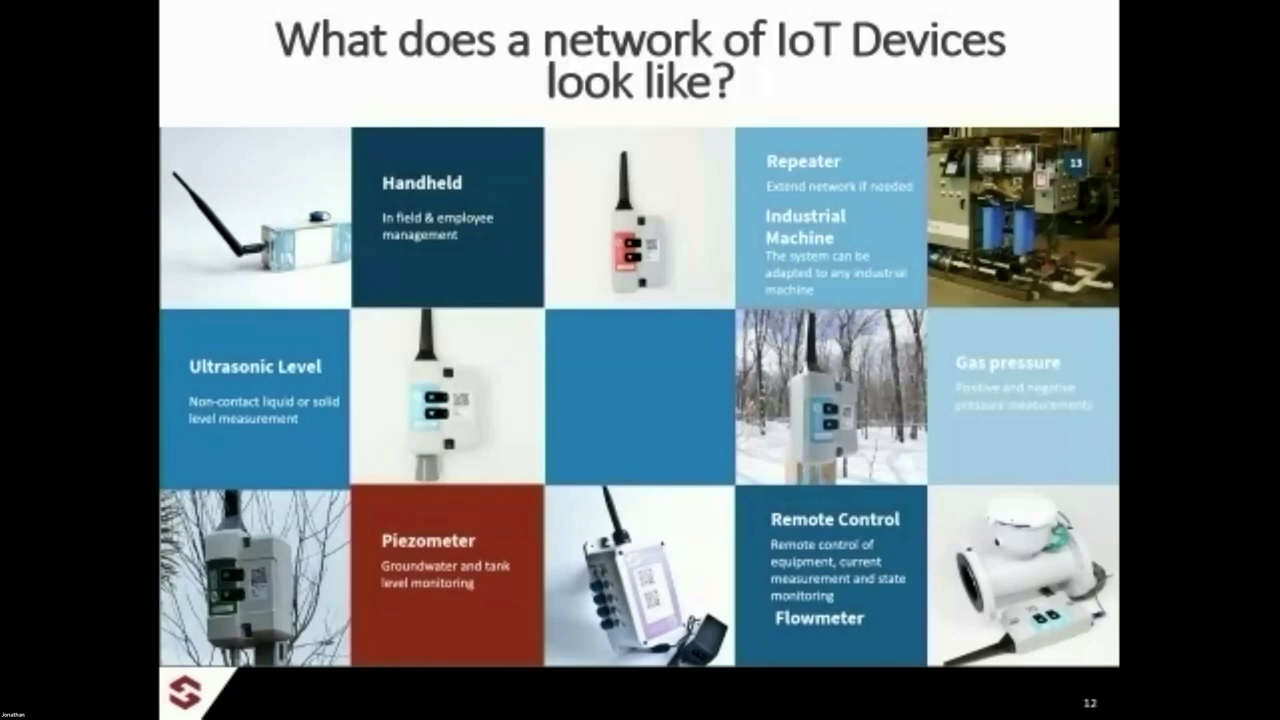 What does a network of IoT Devices
look like?
Handheld
In field & employee
management
Repeater
Extend network if needed
Industrial
Machine
The system can be
adapted to any industrial
machine
13
Ultrasonic Level
Non-contact liquid or solid
level measurement
Gas pressure
Positive and negative
pressure measurements
Piezometer
Groundwater and tank
level monitoring
Remote Control
Remote control of
equipment, current
measurement and state
monitoring
Flowmeter
12
Jonathan